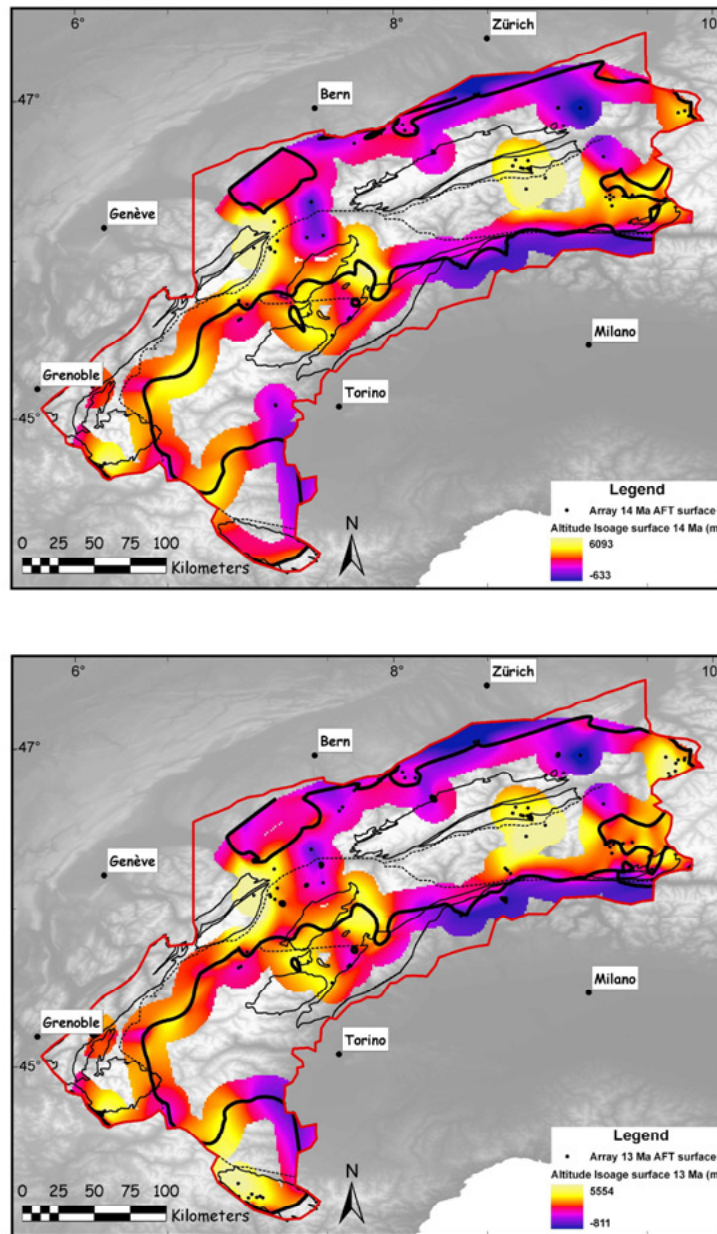 6°
8°
10
Zürich
47°
Bern
Genève
Milano
Grenoble
45°
Torino
N
0 25 50 75 100
Kilometers
Legend
Array 14 Ma AFT surface
Altitude Isoage surface 14 Ma (m
6093
-633
6°
8°
10
Zürich
47°
Bern
Genève
Milano
Grenoble
45°
Torino
N
0 25 50 75 100
Kilometers
Legend
Array 13 Ma AFT surface
Altitude Isoage surface 13 Ma (m
5554
-811